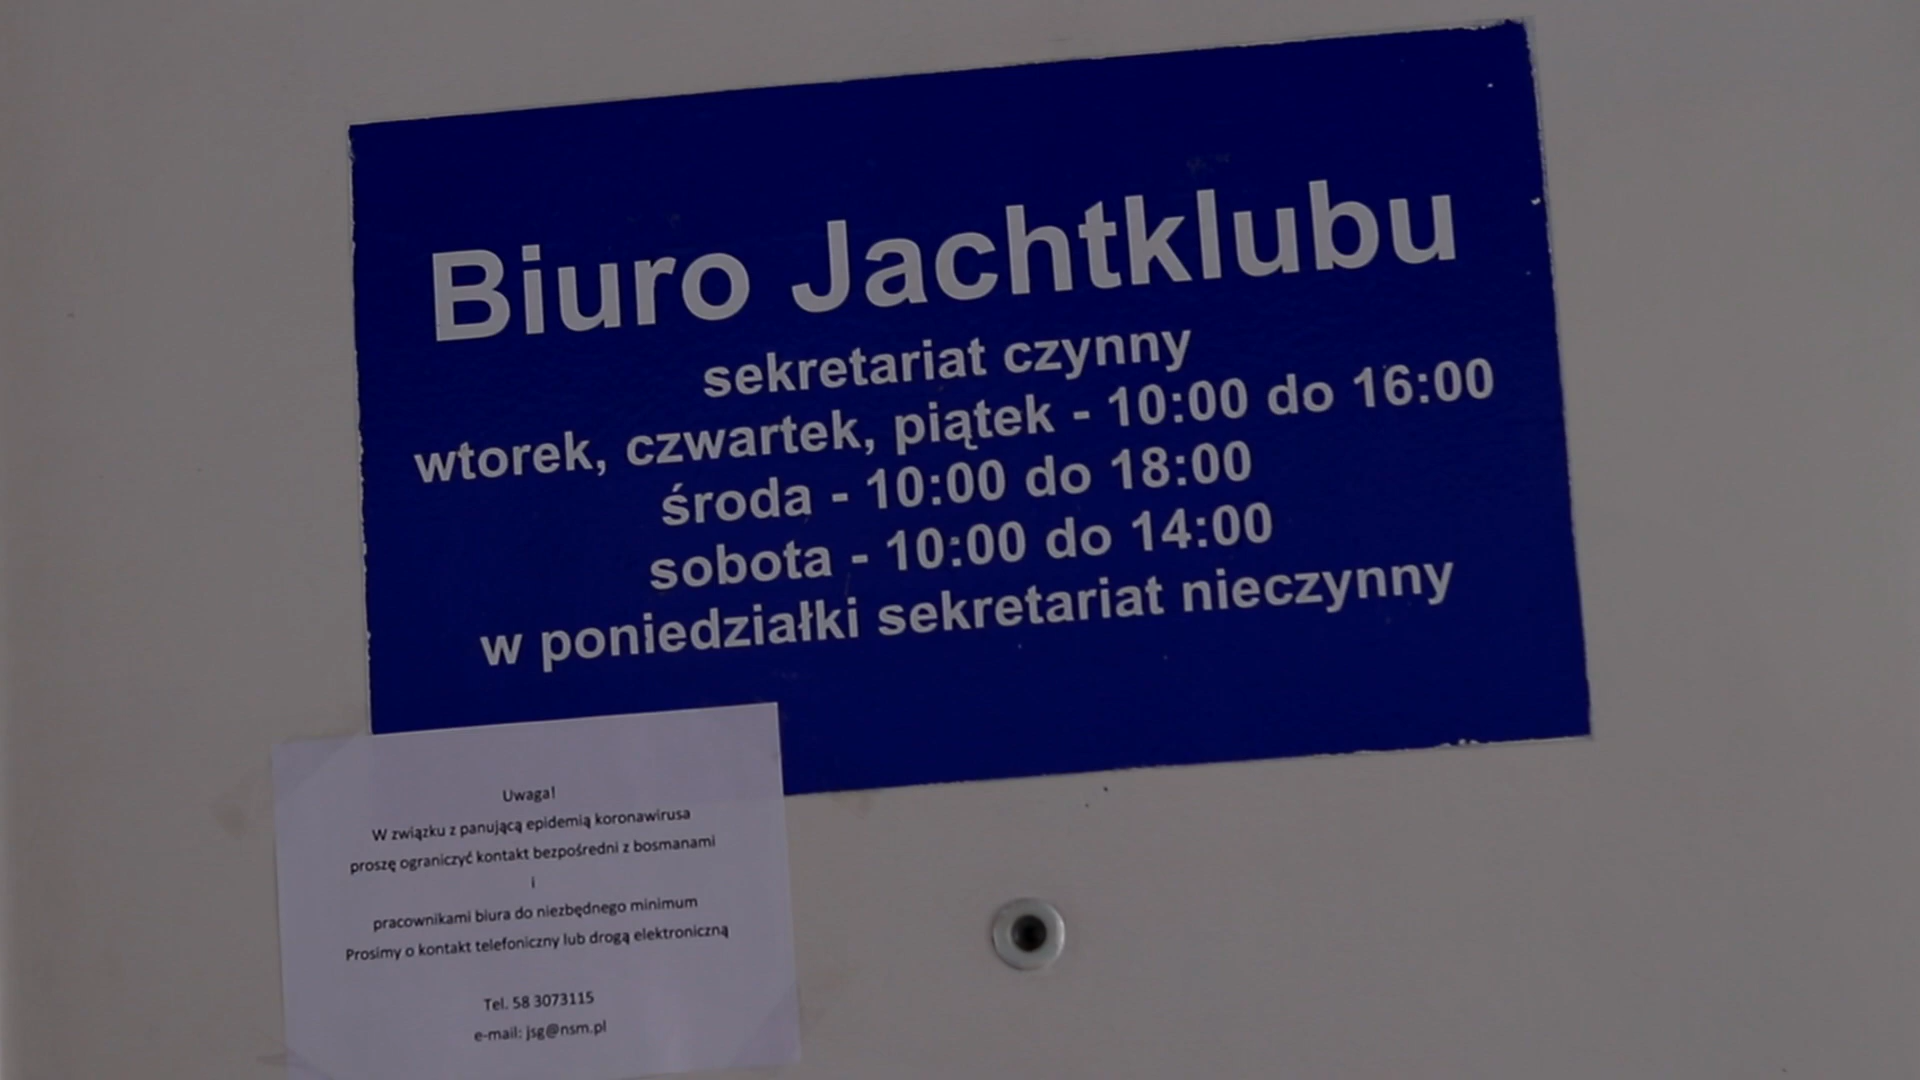 Biuro Jachtklubu
sekretariat czynny
wtorek, czwartek, piątek - 10:00 do 16:00
środa - 10:00 do 18:00
sobota - 10:00 do 14:00
w poniedziałki sekretariat nieczynny
Uwaga!
W związku z panującą epidemią koronawirusa
proszę ograniczyć kontakt bezpośredni z bosmanami
i
pracownikami biura do niezbędnego minimum
Prosimy o kontakt telefoniczny lub drogą elektroniczną
Tel. 58 3073115
e-mail: jsg@nsm.pl